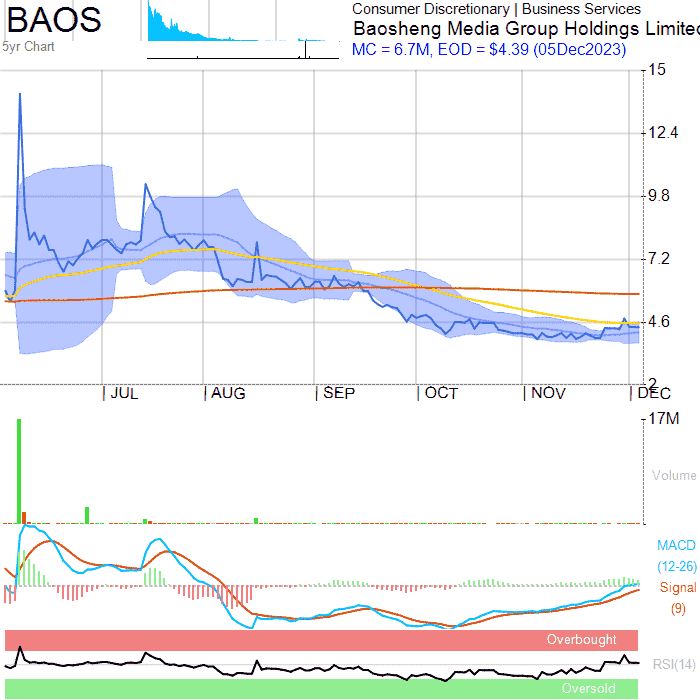 BAOS
5yr Chart
Consumer Discretionary | Business Services
Baosheng Media Group Holdings Limited
MC = 6.7M, EOD = $4.39 (05Dec2023)
15
12.4
9.8
7.2
4.6
2
JUL
AUG
SEP
OCT
NOV
DEC
17M
Volume
MACD
(12-26)
Signal
(9)
Overbought
RSI(14)
Oversold